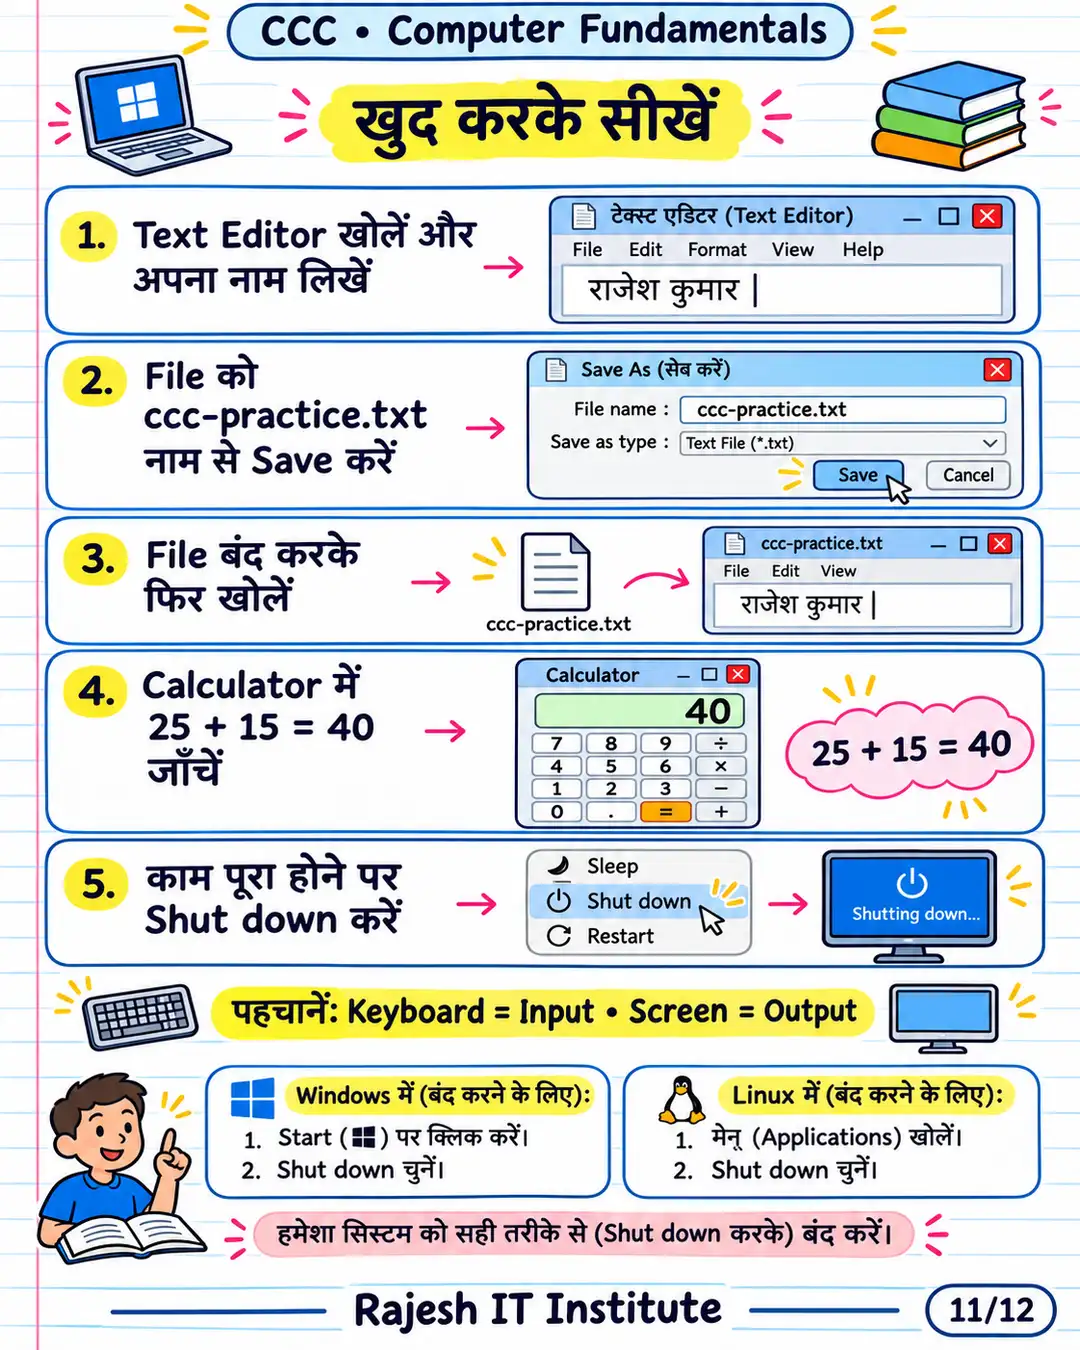 CCC • Computer Fundamentals
खुद करके सीखें
1. Text Editor खोलें और
अपना नाम लिखें
टेक्स्ट एडिटर (Text Editor)
File Edit Format View Help
राजेश कुमार |
2. File को
ccc-practice.txt
नाम से Save करें
Save As (सेब करें)
File name : ccc-practice.txt
Save as type : Text File (*.txt)
Save Cancel
3. File बंद करके
फिर खोलें
ccc-practice.txt
ccc-practice.txt
File Edit View
राजेश कुमार |
4. Calculator में
25 + 15 = 40
जाँचें
Calculator
40
7 8 9 ÷
4 5 6 ×
1 2 3 −
0 . = +
25 + 15 = 40
5. काम पूरा होने पर
Shut down करें
Sleep
Shut down
Restart
Shutting down...
पहचानें: Keyboard = Input • Screen = Output
Windows में (बंद करने के लिए):
1. Start ( ) पर क्लिक करें।
2. Shut down चुनें।
Linux में (बंद करने के लिए):
1. मेनू (Applications) खोलें।
2. Shut down चुनें।
हमेशा सिस्टम को सही तरीके से (Shut down करके) बंद करें।
Rajesh IT Institute
11/12